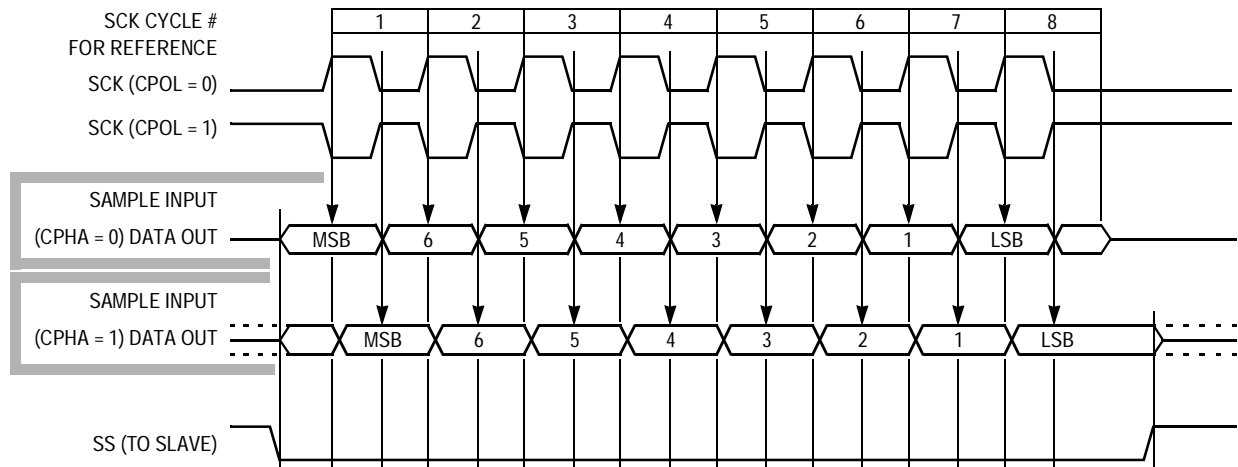 SCK CYCLE #
FOR REFERENCE
1 2 3 4 5 6 7 8
SCK (CPOL = 0)
SCK (CPOL = 1)
SAMPLE INPUT
(CPHA = 0) DATA OUT
MSB 6 5 4 3 2 1 LSB
SAMPLE INPUT
(CPHA = 1) DATA OUT
MSB 6 5 4 3 2 1 LSB
SS (TO SLAVE)